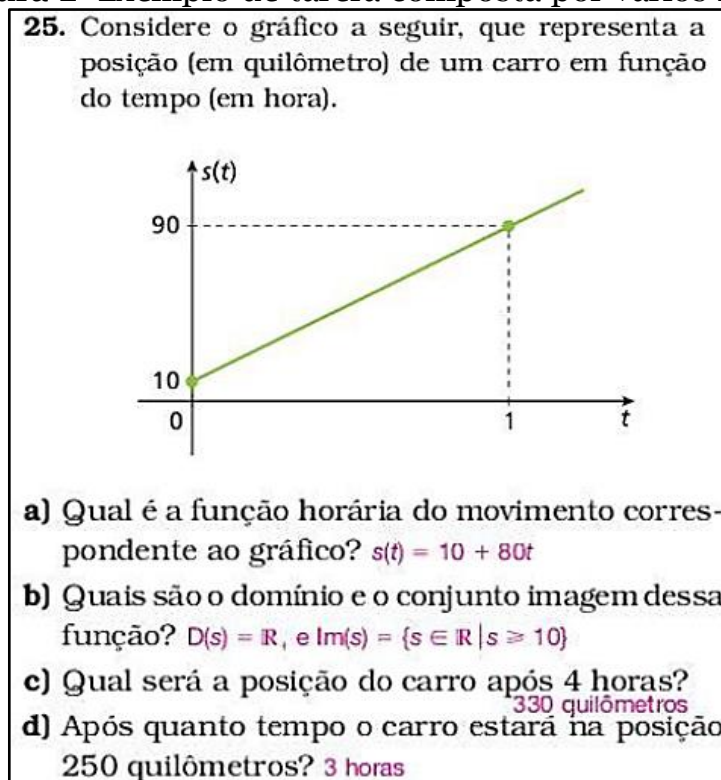 25. Considere o gráfico a seguir, que representa a
posição (em quilômetro) de um carro em função
do tempo (em hora).
s(t)
90
10
0
1
t
a) Qual é a função horária do movimento corres-
pondente ao gráfico? s(t) = 10 + 80t
b) Quais são o domínio e o conjunto imagem dessa
função? D(s) = ℝ, e Im(s) = {s ∈ ℝ | s ⩾ 10}
c) Qual será a posição do carro após 4 horas?
330 quilômetros
d) Após quanto tempo o carro estará na posição
250 quilômetros? 3 horas